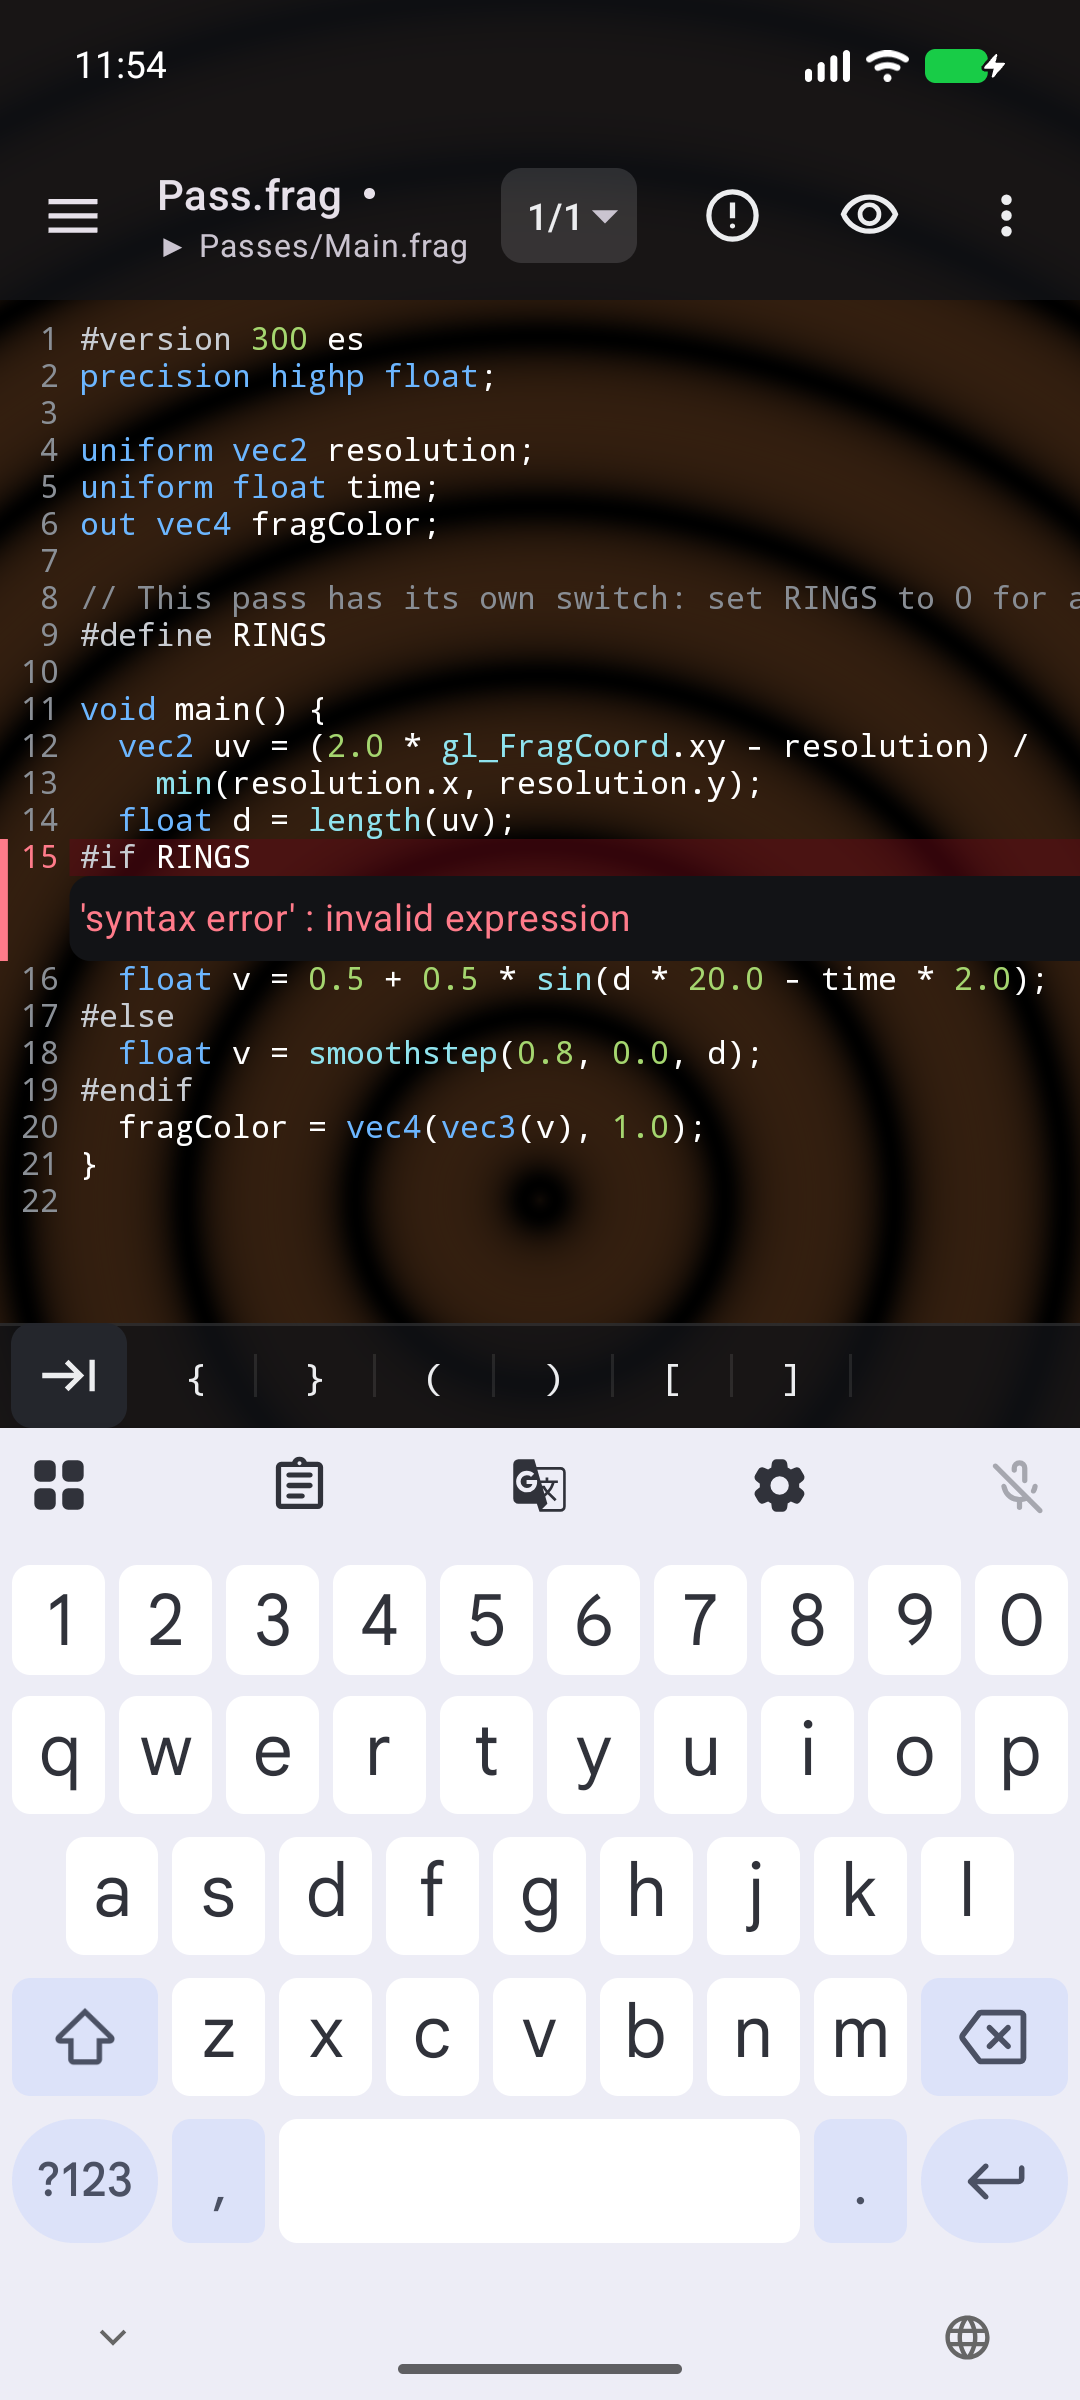 11:54
Pass.frag •
► Passes/Main.frag
1/1
1 #version 300 es
2 precision highp float;
3
4 uniform vec2 resolution;
5 uniform float time;
6 out vec4 fragColor;
7
8 // This pass has its own switch: set RINGS to 0 for a
9 #define RINGS
10
11 void main() {
12   vec2 uv = (2.0 * gl_FragCoord.xy - resolution) /
13     min(resolution.x, resolution.y);
14   float d = length(uv);
15 #if RINGS
'syntax error' : invalid expression
16   float v = 0.5 + 0.5 * sin(d * 20.0 - time * 2.0);
17 #else
18   float v = smoothstep(0.8, 0.0, d);
19 #endif
20   fragColor = vec4(vec3(v), 1.0);
21 }
22
{ } ( ) [ ]
1 2 3 4 5 6 7 8 9 0
q w e r t y u i o p
a s d f g h j k l
z x c v b n m
?123 , .